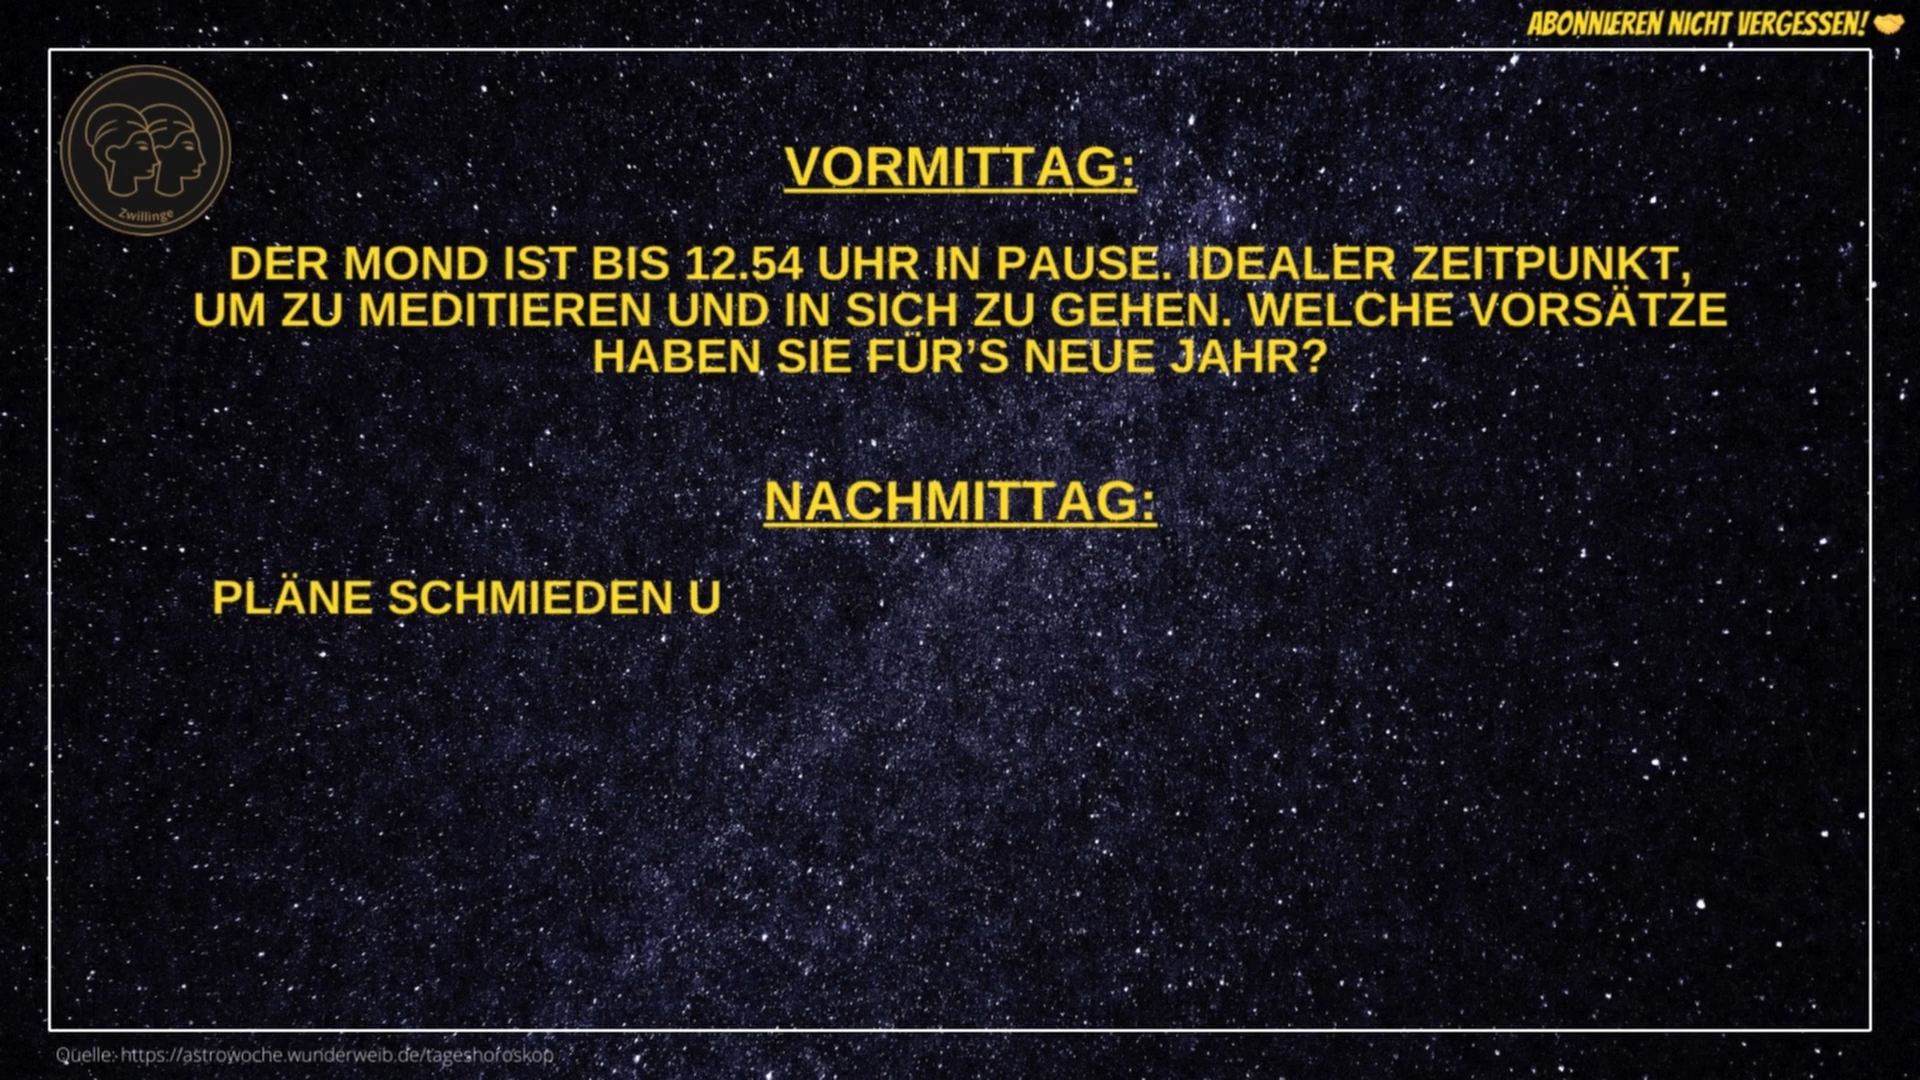 ABONNIEREN NICHT VERGESSEN!
Zwillinge
VORMITTAG:
DER MOND IST BIS 12.54 UHR IN PAUSE. IDEALER ZEITPUNKT,
UM ZU MEDITIEREN UND IN SICH ZU GEHEN. WELCHE VORSÄTZE
HABEN SIE FÜR’S NEUE JAHR?
NACHMITTAG:
PLÄNE SCHMIEDEN U
Quelle: https://astrowoche.wunderweib.de/tageshoroskop